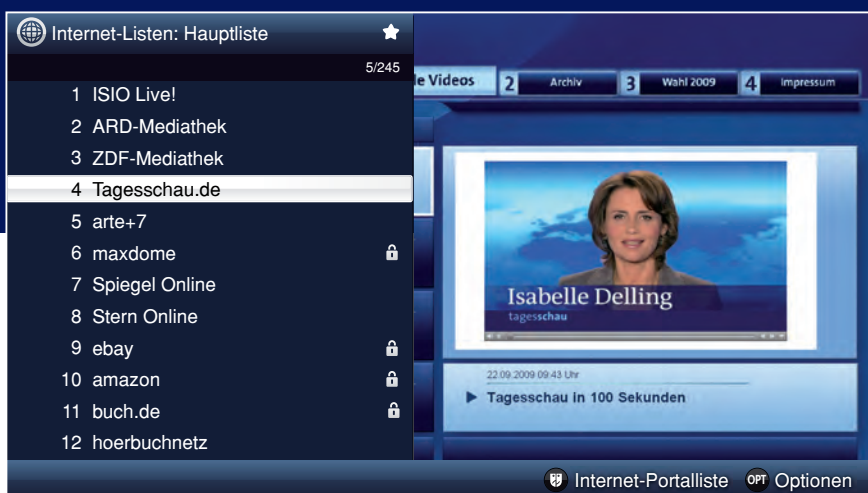 Internet-Listen: Hauptliste
5/245
1 ISIO Live!
2 ARD-Mediathek
3 ZDF-Mediathek
4 Tagesschau.de
5 arte+7
6 maxdome
7 Spiegel Online
8 Stern Online
9 ebay
10 amazon
11 buch.de
12 hoerbuchnetz
le Videos
2 Archiv
3 Wahl 2009
4 Impressum
Isabelle Delling
tagesschau
22.09.2009 09:43 Uhr
Tagesschau in 100 Sekunden
Internet-Portalliste
OPT Optionen